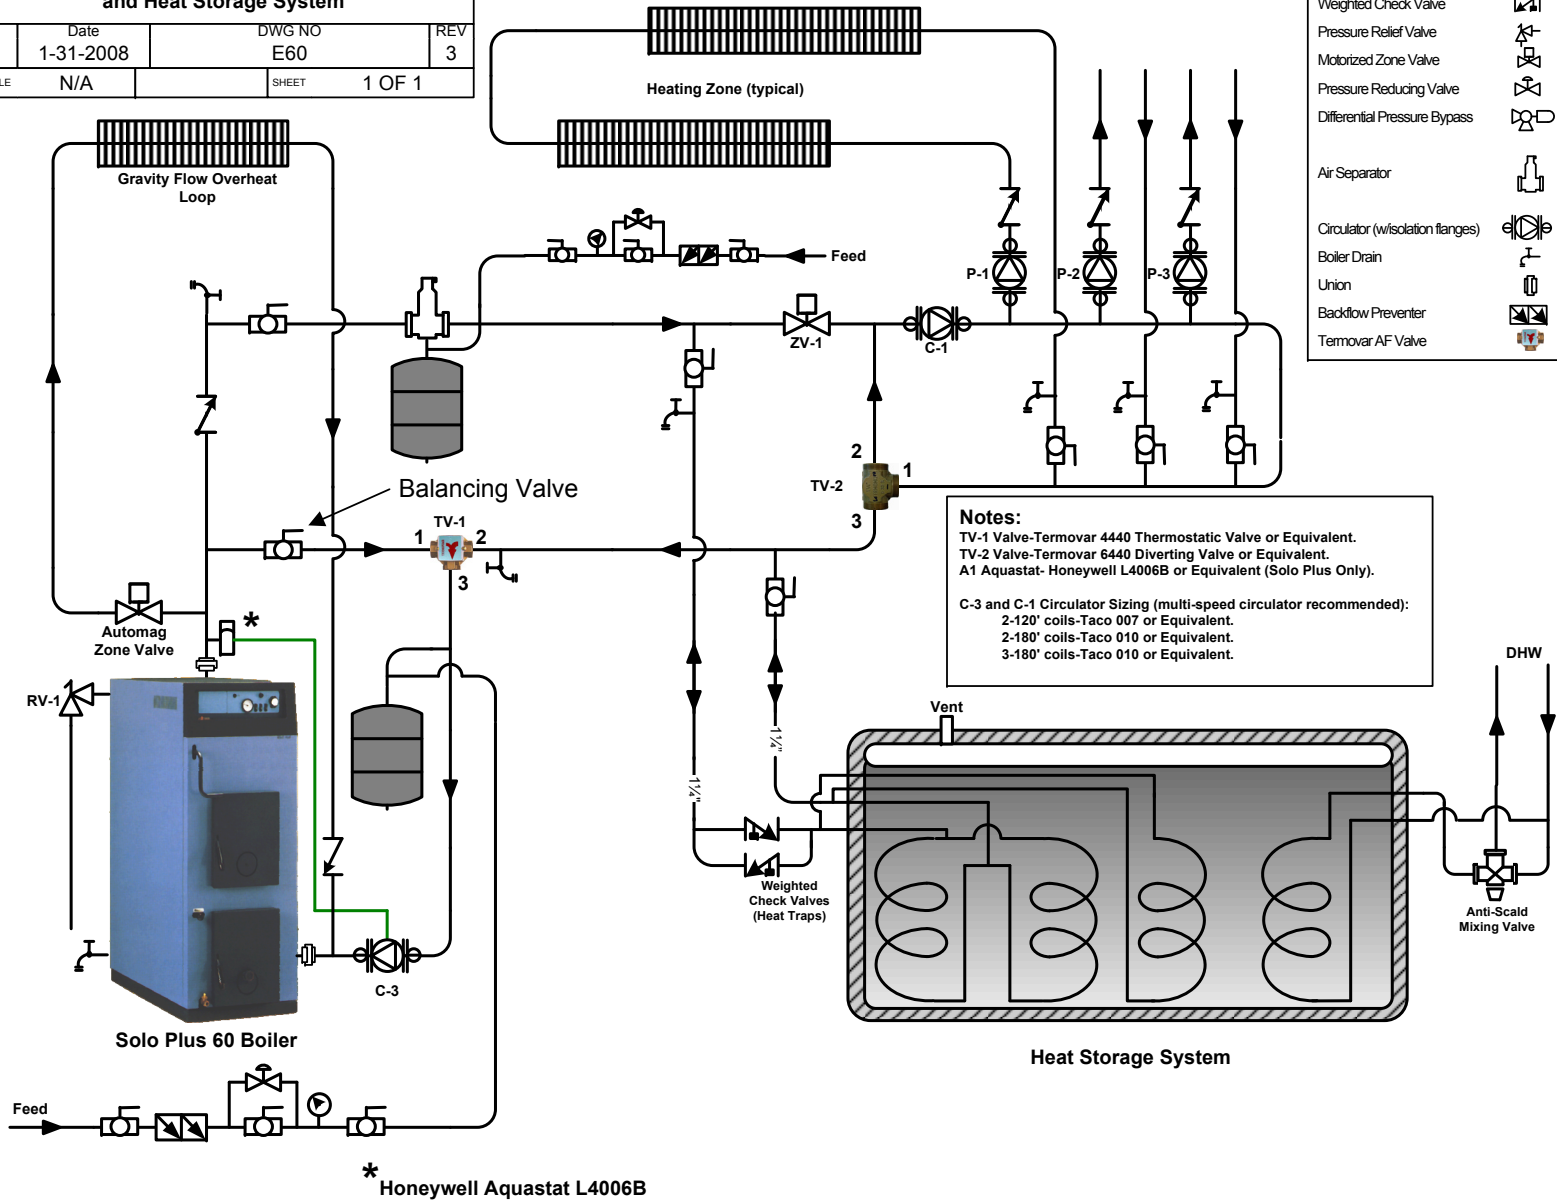 and Heat Storage System
Date
DWG NO
REV
1-31-2008
E60
3
LE
N/A
SHEET
1 OF 1
Weighted Check Valve
Pressure Relief Valve
Motorized Zone Valve
Pressure Reducing Valve
Differential Pressure Bypass
Air Separator
Circulator (w/isolation flanges)
Boiler Drain
Union
Backflow Preventer
Termovar AF Valve
Heating Zone (typical)
Gravity Flow Overheat
Loop
Feed
P-1
P-2
P-3
ZV-1
C-1
Balancing Valve
TV-1
1
2
3
TV-2
2
1
3
Notes:
TV-1 Valve-Termovar 4440 Thermostatic Valve or Equivalent.
TV-2 Valve-Termovar 6440 Diverting Valve or Equivalent.
A1 Aquastat- Honeywell L4006B or Equivalent (Solo Plus Only).
C-3 and C-1 Circulator Sizing (multi-speed circulator recommended):
2-120' coils-Taco 007 or Equivalent.
2-180' coils-Taco 010 or Equivalent.
3-180' coils-Taco 010 or Equivalent.
Automag
Zone Valve
*
RV-1
DHW
Vent
1¼"
1¼"
Weighted
Check Valves
(Heat Traps)
Anti-Scald
Mixing Valve
C-3
Solo Plus 60 Boiler
Heat Storage System
Feed
*Honeywell Aquastat L4006B